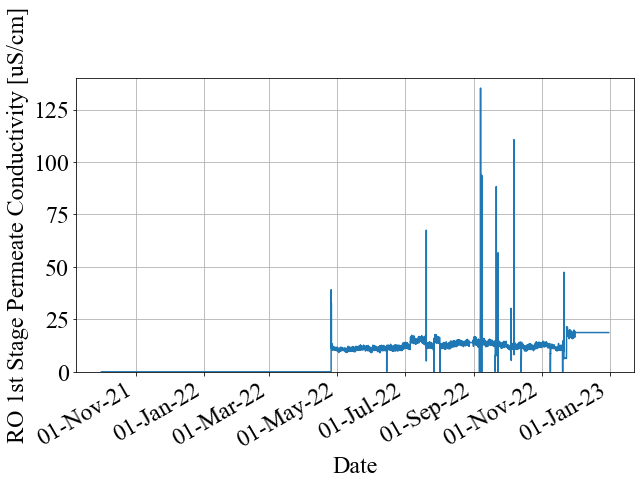 RO 1st Stage Permeate Conductivity [uS/cm]
125
100
75
50
25
0
01-Nov-21
01-Jan-22
01-Mar-22
01-May-22
01-Jul-22
01-Sep-22
01-Nov-22
01-Jan-23
Date